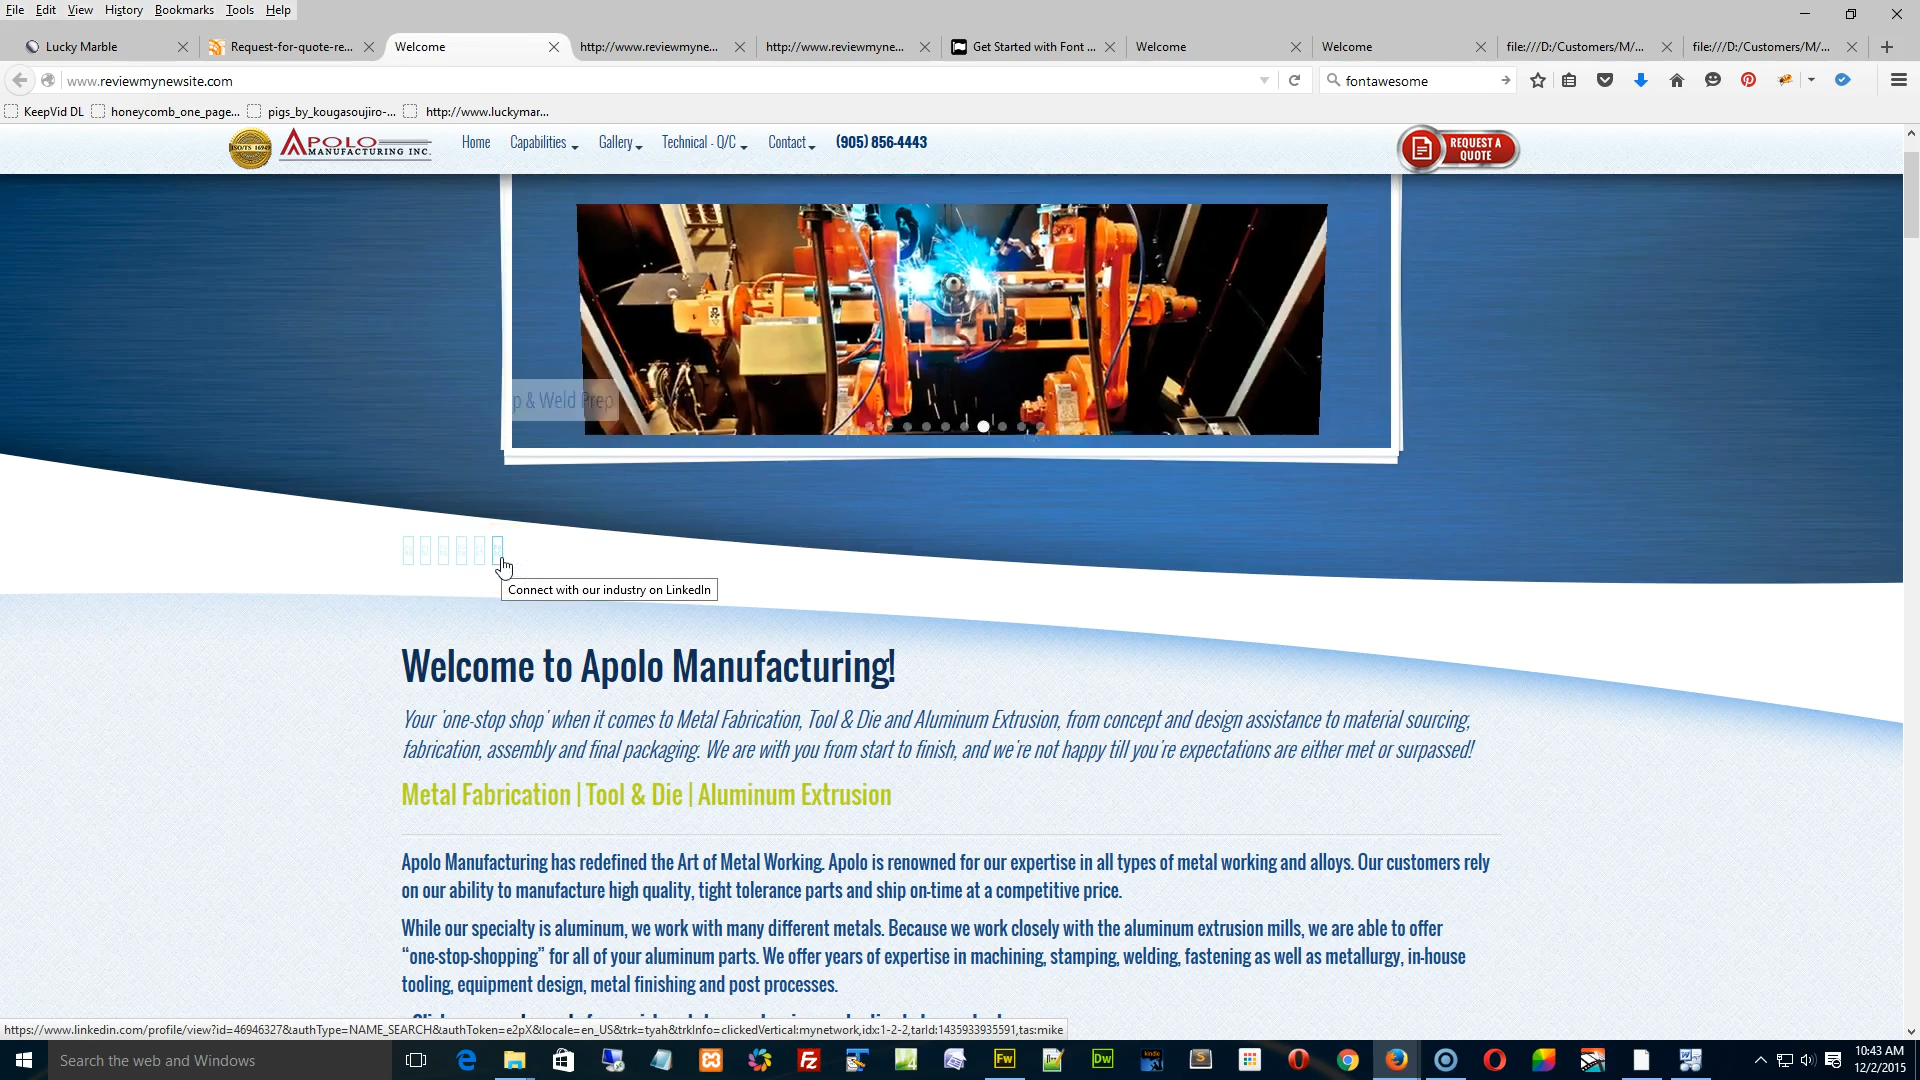 File Edit View History Bookmarks Tools Help
Lucky Marble
Request-for-quote-re...
Welcome
http://www.reviewmyne...
http://www.reviewmyne...
Get Started with Font ...
Welcome
Welcome
file:///D:/Customers/M/...
file:///D:/Customers/M/...
www.reviewmynewsite.com
fontawesome
KeepVid DL
honeycomb_one_page...
pigs_by_kougasoujiro-...
http://www.luckymar...
ISO/TS 16949
APOLO
MANUFACTURING INC.
Home Capabilities Gallery Technical - Q/C Contact (905) 856-4443
REQUEST A
QUOTE
p & Weld Prep
Connect with our industry on LinkedIn
Welcome to Apolo Manufacturing!
Your 'one-stop shop' when it comes to Metal Fabrication, Tool & Die and Aluminum Extrusion, from concept and design assistance to material sourcing,
fabrication, assembly and final packaging. We are with you from start to finish, and we're not happy till you're expectations are either met or surpassed!
Metal Fabrication | Tool & Die | Aluminum Extrusion
Apolo Manufacturing has redefined the Art of Metal Working. Apolo is renowned for our expertise in all types of metal working and alloys. Our customers rely
on our ability to manufacture high quality, tight tolerance parts and ship on-time at a competitive price.
While our specialty is aluminum, we work with many different metals. Because we work closely with the aluminum extrusion mills, we are able to offer
“one-stop-shopping” for all of your aluminum parts. We offer years of expertise in machining, stamping, welding, fastening as well as metallurgy, in-house
tooling, equipment design, metal finishing and post processes.
https://www.linkedin.com/profile/view?id=46946327&authType=NAME_SEARCH&authToken=e2pX&locale=en_US&trk=tyah&trkInfo=clickedVertical:mynetwork,idx:1-2-2,tarId:1435933935591,tas:mike
Search the web and Windows
10:43 AM
12/2/2015